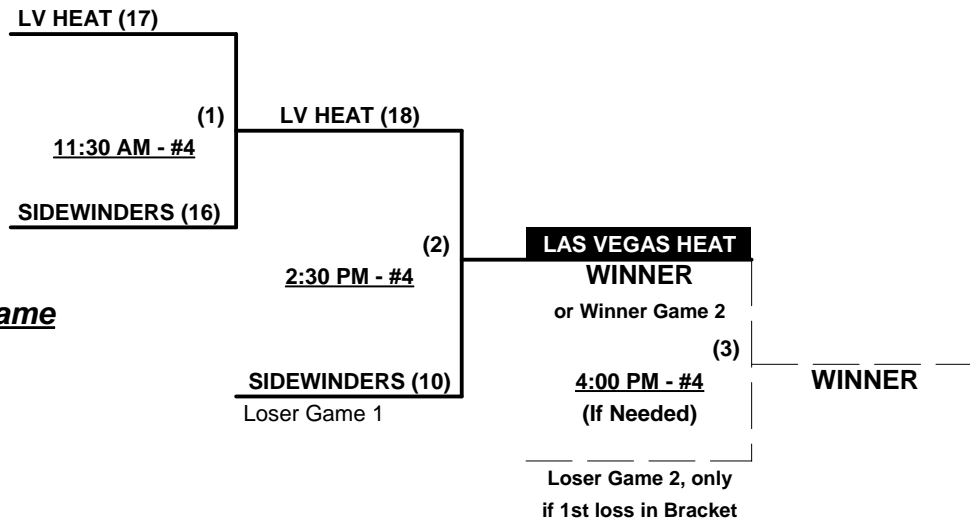 LV HEAT (17)
(1)
11:30 AM - #4
SIDEWINDERS (16)
LV HEAT (18)
(2)
2:30 PM - #4
SIDEWINDERS (10)
Loser Game 1
ame
LAS VEGAS HEAT
WINNER
or Winner Game 2
(3)
4:00 PM - #4
(If Needed)
Loser Game 2, only
if 1st loss in Bracket
WINNER